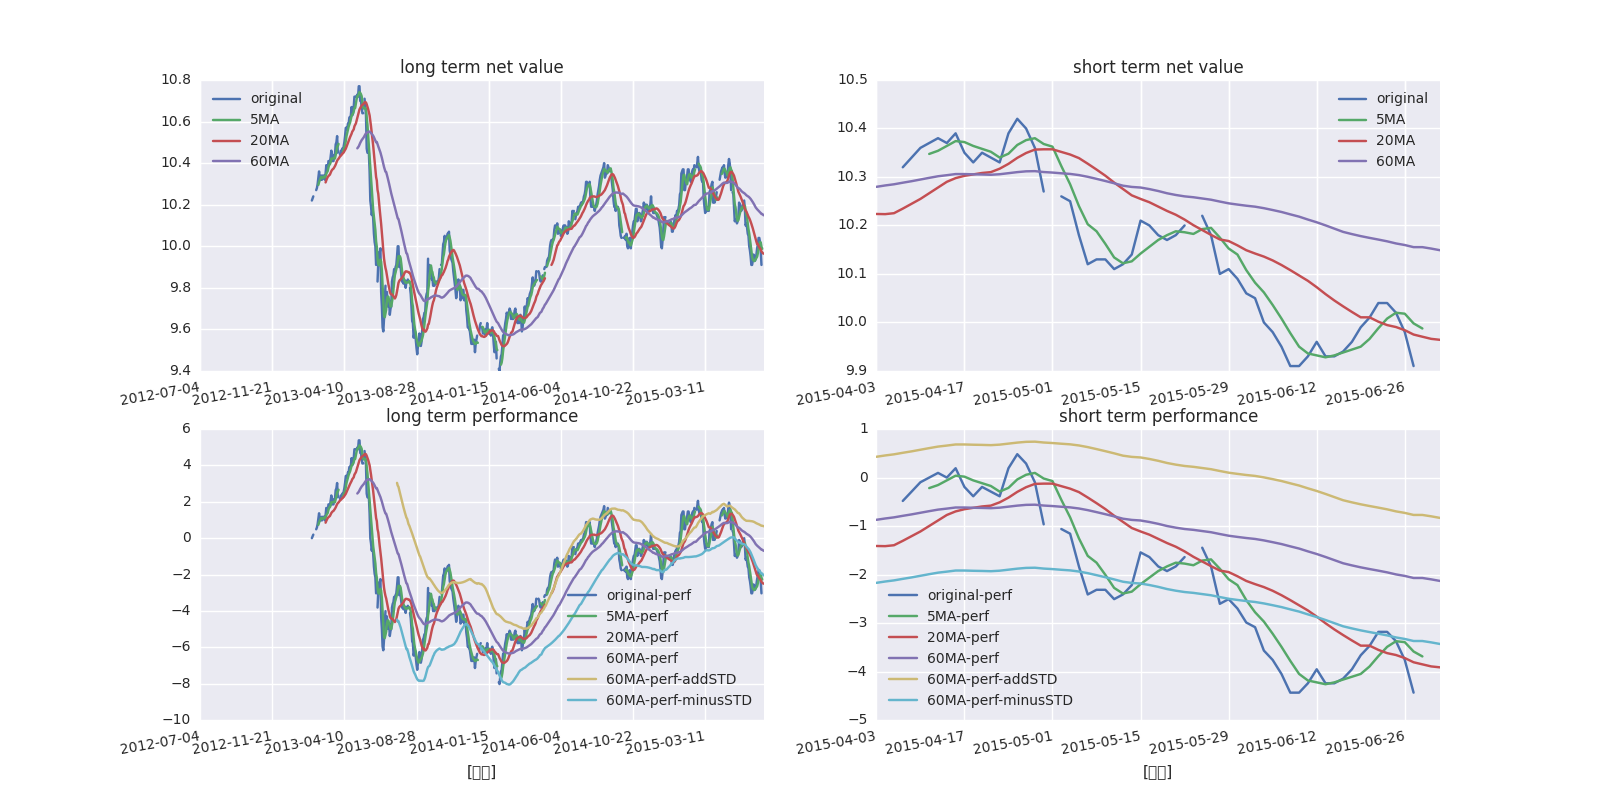 long term net value
10.8
10.6
10.4
10.2
10.0
9.8
9.6
9.4
original
5MA
20MA
60MA
2012-07-04
2012-11-21
2013-04-10
2013-08-28
2014-01-15
2014-06-04
2014-10-22
2015-03-11
short term net value
10.5
10.4
10.3
10.2
10.1
10.0
9.9
original
5MA
20MA
60MA
2015-04-03
2015-04-17
2015-05-01
2015-05-15
2015-05-29
2015-06-12
2015-06-26
long term performance
6
4
2
0
−2
−4
−6
−8
−10
original-perf
5MA-perf
20MA-perf
60MA-perf
60MA-perf-addSTD
60MA-perf-minusSTD
2012-07-04
2012-11-21
2013-04-10
2013-08-28
2014-01-15
2014-06-04
2014-10-22
2015-03-11
short term performance
1
0
−1
−2
−3
−4
−5
original-perf
5MA-perf
20MA-perf
60MA-perf
60MA-perf-addSTD
60MA-perf-minusSTD
2015-04-03
2015-04-17
2015-05-01
2015-05-15
2015-05-29
2015-06-12
2015-06-26